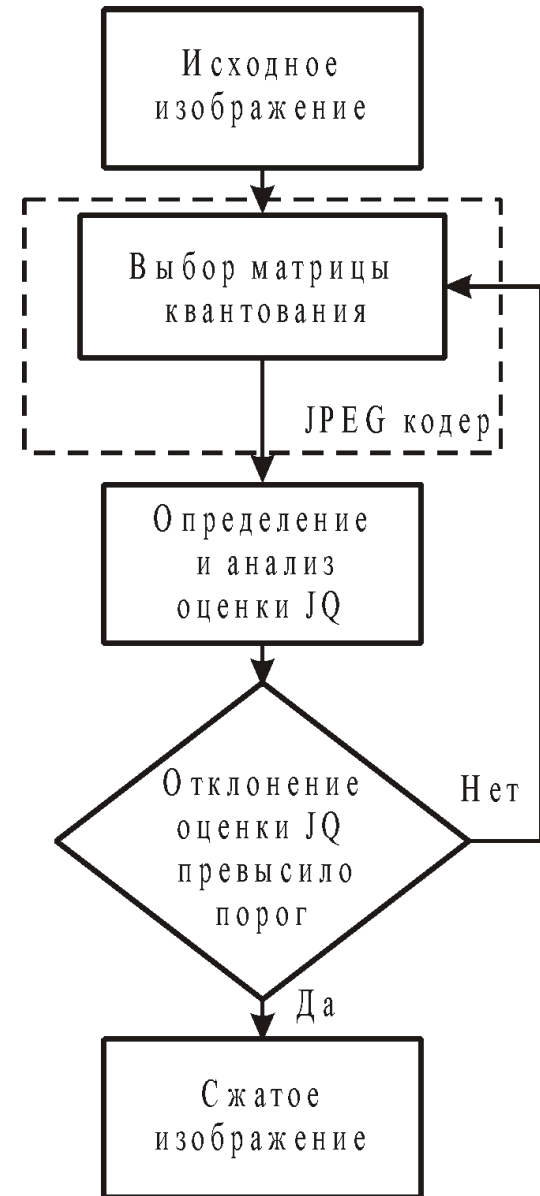 Исходное
изображение
Выбор матрицы
квантования
JPEG кодер
Определение
и анализ
оценки JQ
Отклонение
оценки JQ
превысило
порог
Нет
Да
Сжатое
изображение